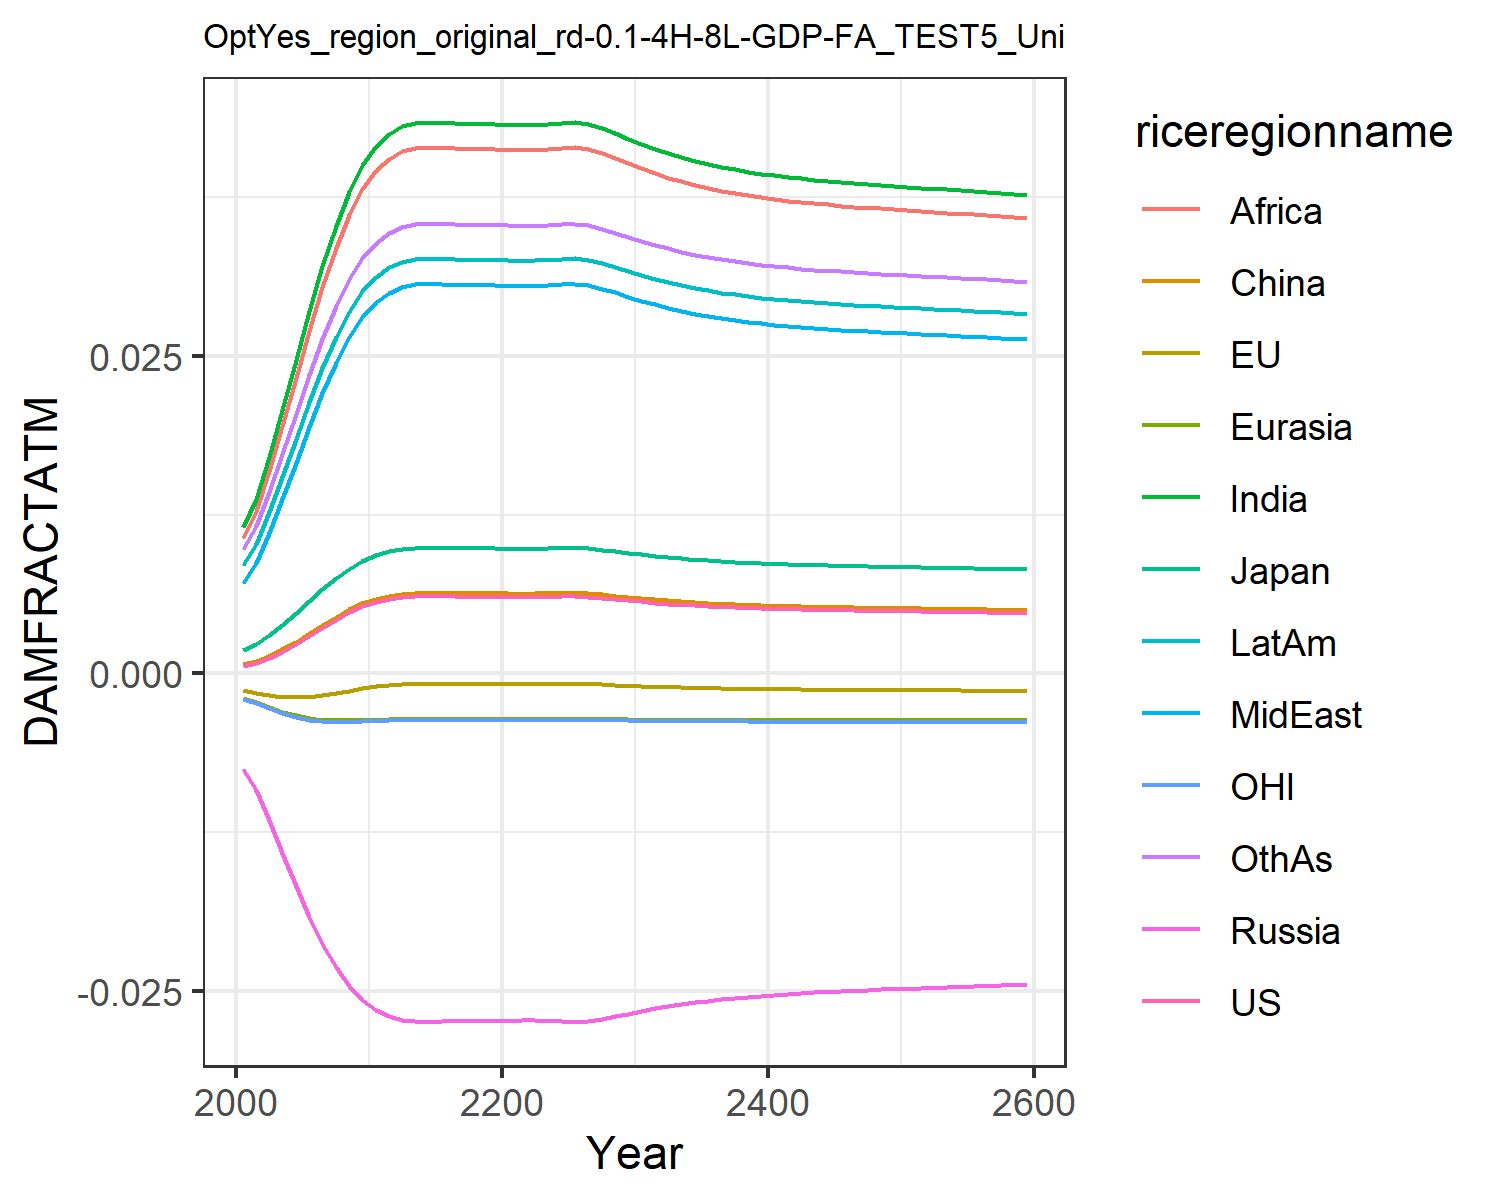 OptYes_region_original_rd-0.1-4H-8L-GDP-FA_TEST5_Uni
DAMFRACTATM
0.025
0.000
-0.025
2000
2200
2400
2600
Year
riceregionname
Africa
China
EU
Eurasia
India
Japan
LatAm
MidEast
OHI
OthAs
Russia
US